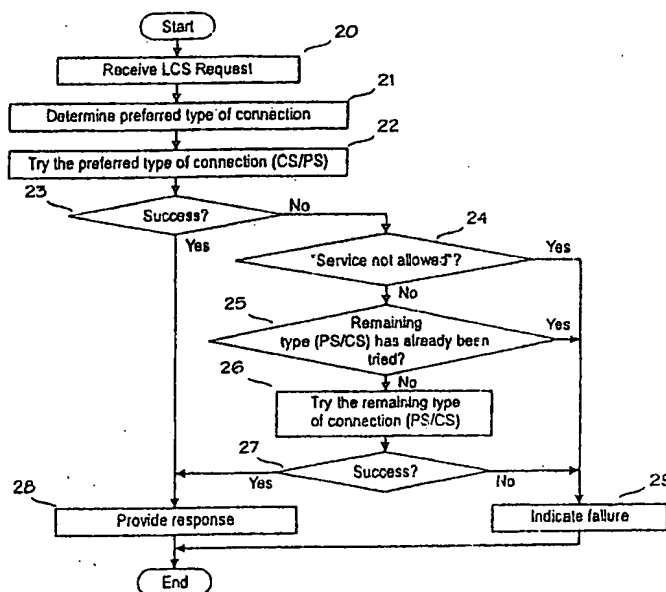 Start
20
Receive LCS Request
21
Determine preferred type of connection
22
Try the preferred type of connection (CS/PS)
23
Success?
No
Yes
24
"Service not allowed"?
Yes
No
25
Remaining
type (PS/CS) has already been
tried?
Yes
No
26
Try the remaining type
of connection (PS/CS)
27
Success?
Yes
No
28
Provide response
29
Indicate failure
End